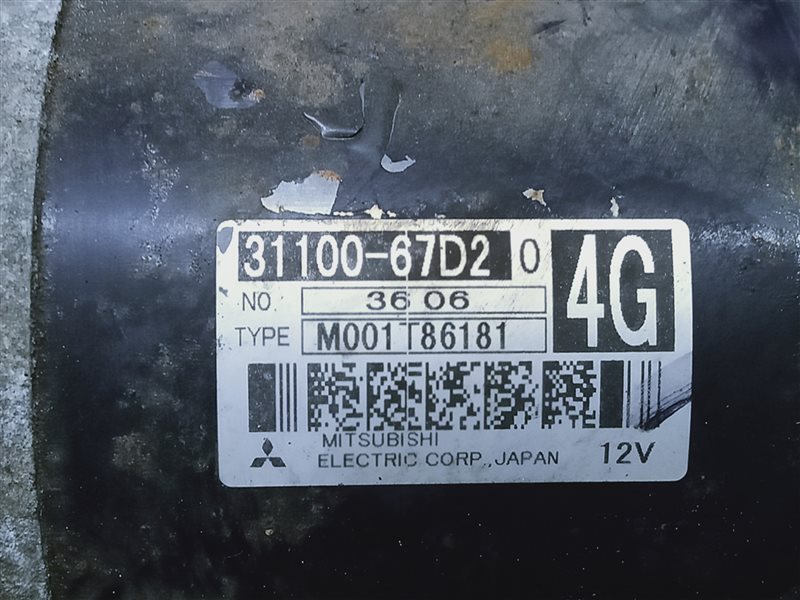 31100-67D2 0 4G
NO. 36 06
TYPE M001T86181
MITSUBISHI
ELECTRIC CORP., JAPAN 12V